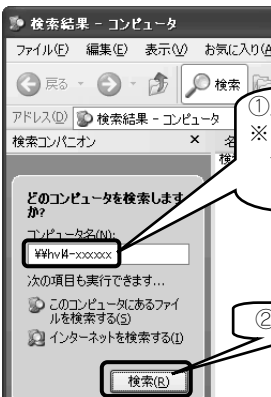 検索結果 - コンピュータ
ファイル(F) 編集(E) 表示(V) お気に入り(A
戻る 検索
アドレス(D) 検索結果 - コンピュータ
検索コンパニオン × 名
①
※
どのコンピュータを検索します
か?
コンピュータ名(N):
¥¥hvl4-xxxxxx
次の項目も実行できます...
このコンピュータにあるファイ
ルを検索する(S)
インターネットを検索する(I)
②
検索(R)